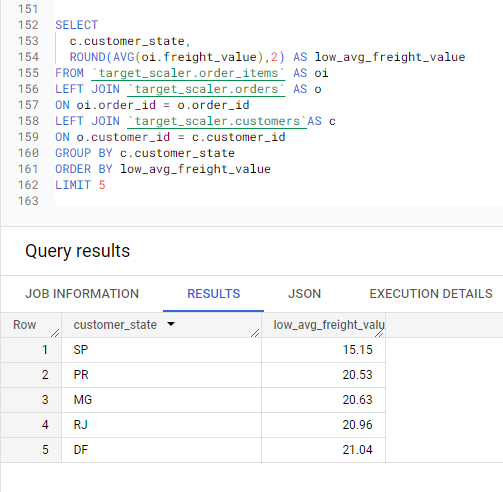 151
152 SELECT
153 c.customer_state,
154 ROUND(AVG(oi.freight_value),2) AS low_avg_freight_value
155 FROM `target_scaler.order_items` AS oi
156 LEFT JOIN `target_scaler.orders` AS o
157 ON oi.order_id = o.order_id
158 LEFT JOIN `target_scaler.customers`AS c
159 ON o.customer_id = c.customer_id
160 GROUP BY c.customer_state
161 ORDER BY low_avg_freight_value
162 LIMIT 5
163
Query results
JOB INFORMATION RESULTS JSON EXECUTION DETAILS
Row customer_state low_avg_freight_valu
1 SP 15.15
2 PR 20.53
3 MG 20.63
4 RJ 20.96
5 DF 21.04